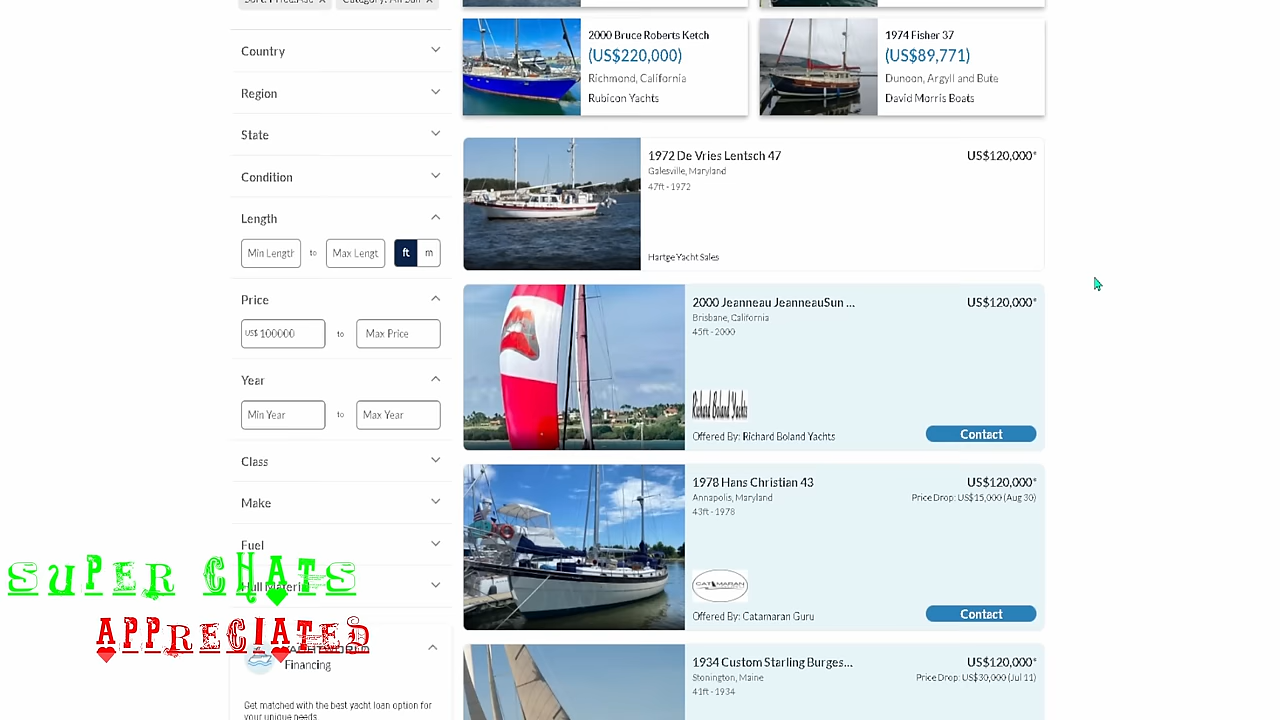 Country
Region
State
Condition
Length
Min Length to Max Lengt ft m
Price
US$ 100000 to Max Price
Year
Min Year to Max Year
Class
Make
Fuel
Hull Materi
SUPER CHATS
APPRECIATED
Financing
Get matched with the best yacht loan option for
your unique needs.
2000 Bruce Roberts Ketch
(US$220,000)
Richmond, California
Rubicon Yachts
1974 Fisher 37
(US$89,771)
Dunoon, Argyll and Bute
David Morris Boats
1972 De Vries Lentsch 47
US$120,000*
Galesville, Maryland
47ft - 1972
Hartge Yacht Sales
2000 Jeanneau JeanneauSun ...
US$120,000*
Brisbane, California
45ft - 2000
Richard Boland Yachts
Offered By: Richard Boland Yachts
Contact
1978 Hans Christian 43
US$120,000*
Annapolis, Maryland
Price Drop: US$15,000 (Aug 30)
43ft - 1978
CATAMARAN
Offered By: Catamaran Guru
Contact
1934 Custom Starling Burges...
US$120,000*
Stonington, Maine
Price Drop: US$30,000 (Jul 11)
41ft - 1934